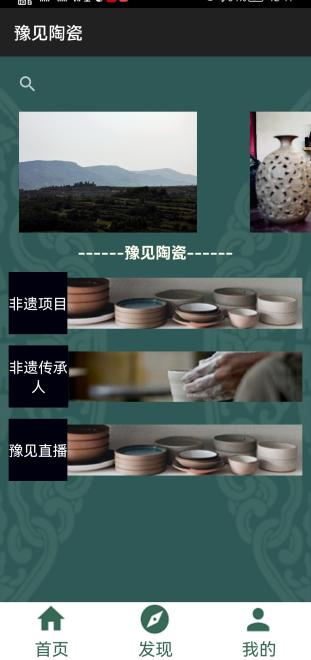 豫见陶瓷
------豫见陶瓷------
非遗项目
非遗传承
人
豫见直播
首页
发现
我的